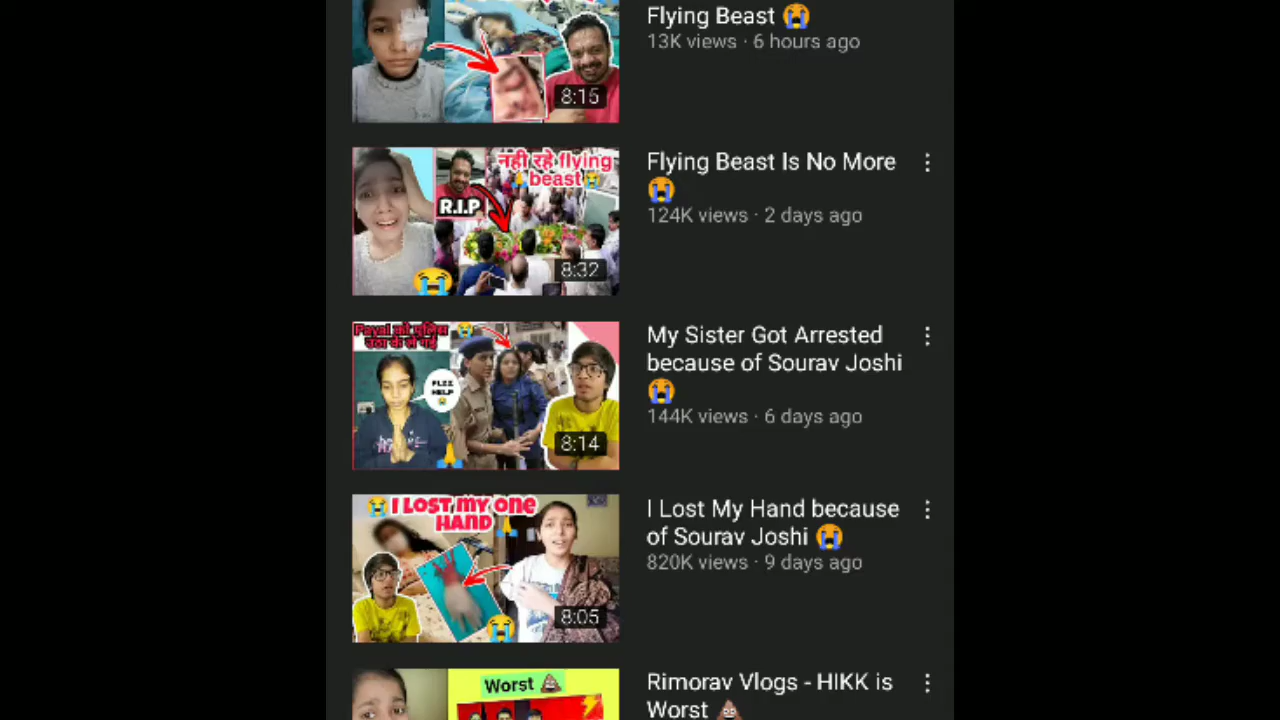 Flying Beast 😭
13K views · 6 hours ago
8:15
नही रहे flying
beast
R.I.P
8:32
Flying Beast Is No More
😭
124K views · 2 days ago
Payal को पुलिस
उठा के ले गई
PLZZ
HELP
8:14
My Sister Got Arrested
because of Sourav Joshi
😭
144K views · 6 days ago
I LOST MY ONE
HAND
8:05
I Lost My Hand because
of Sourav Joshi 😭
820K views · 9 days ago
Worst 💩
Rimorav Vlogs - HIKK is
Worst 💩